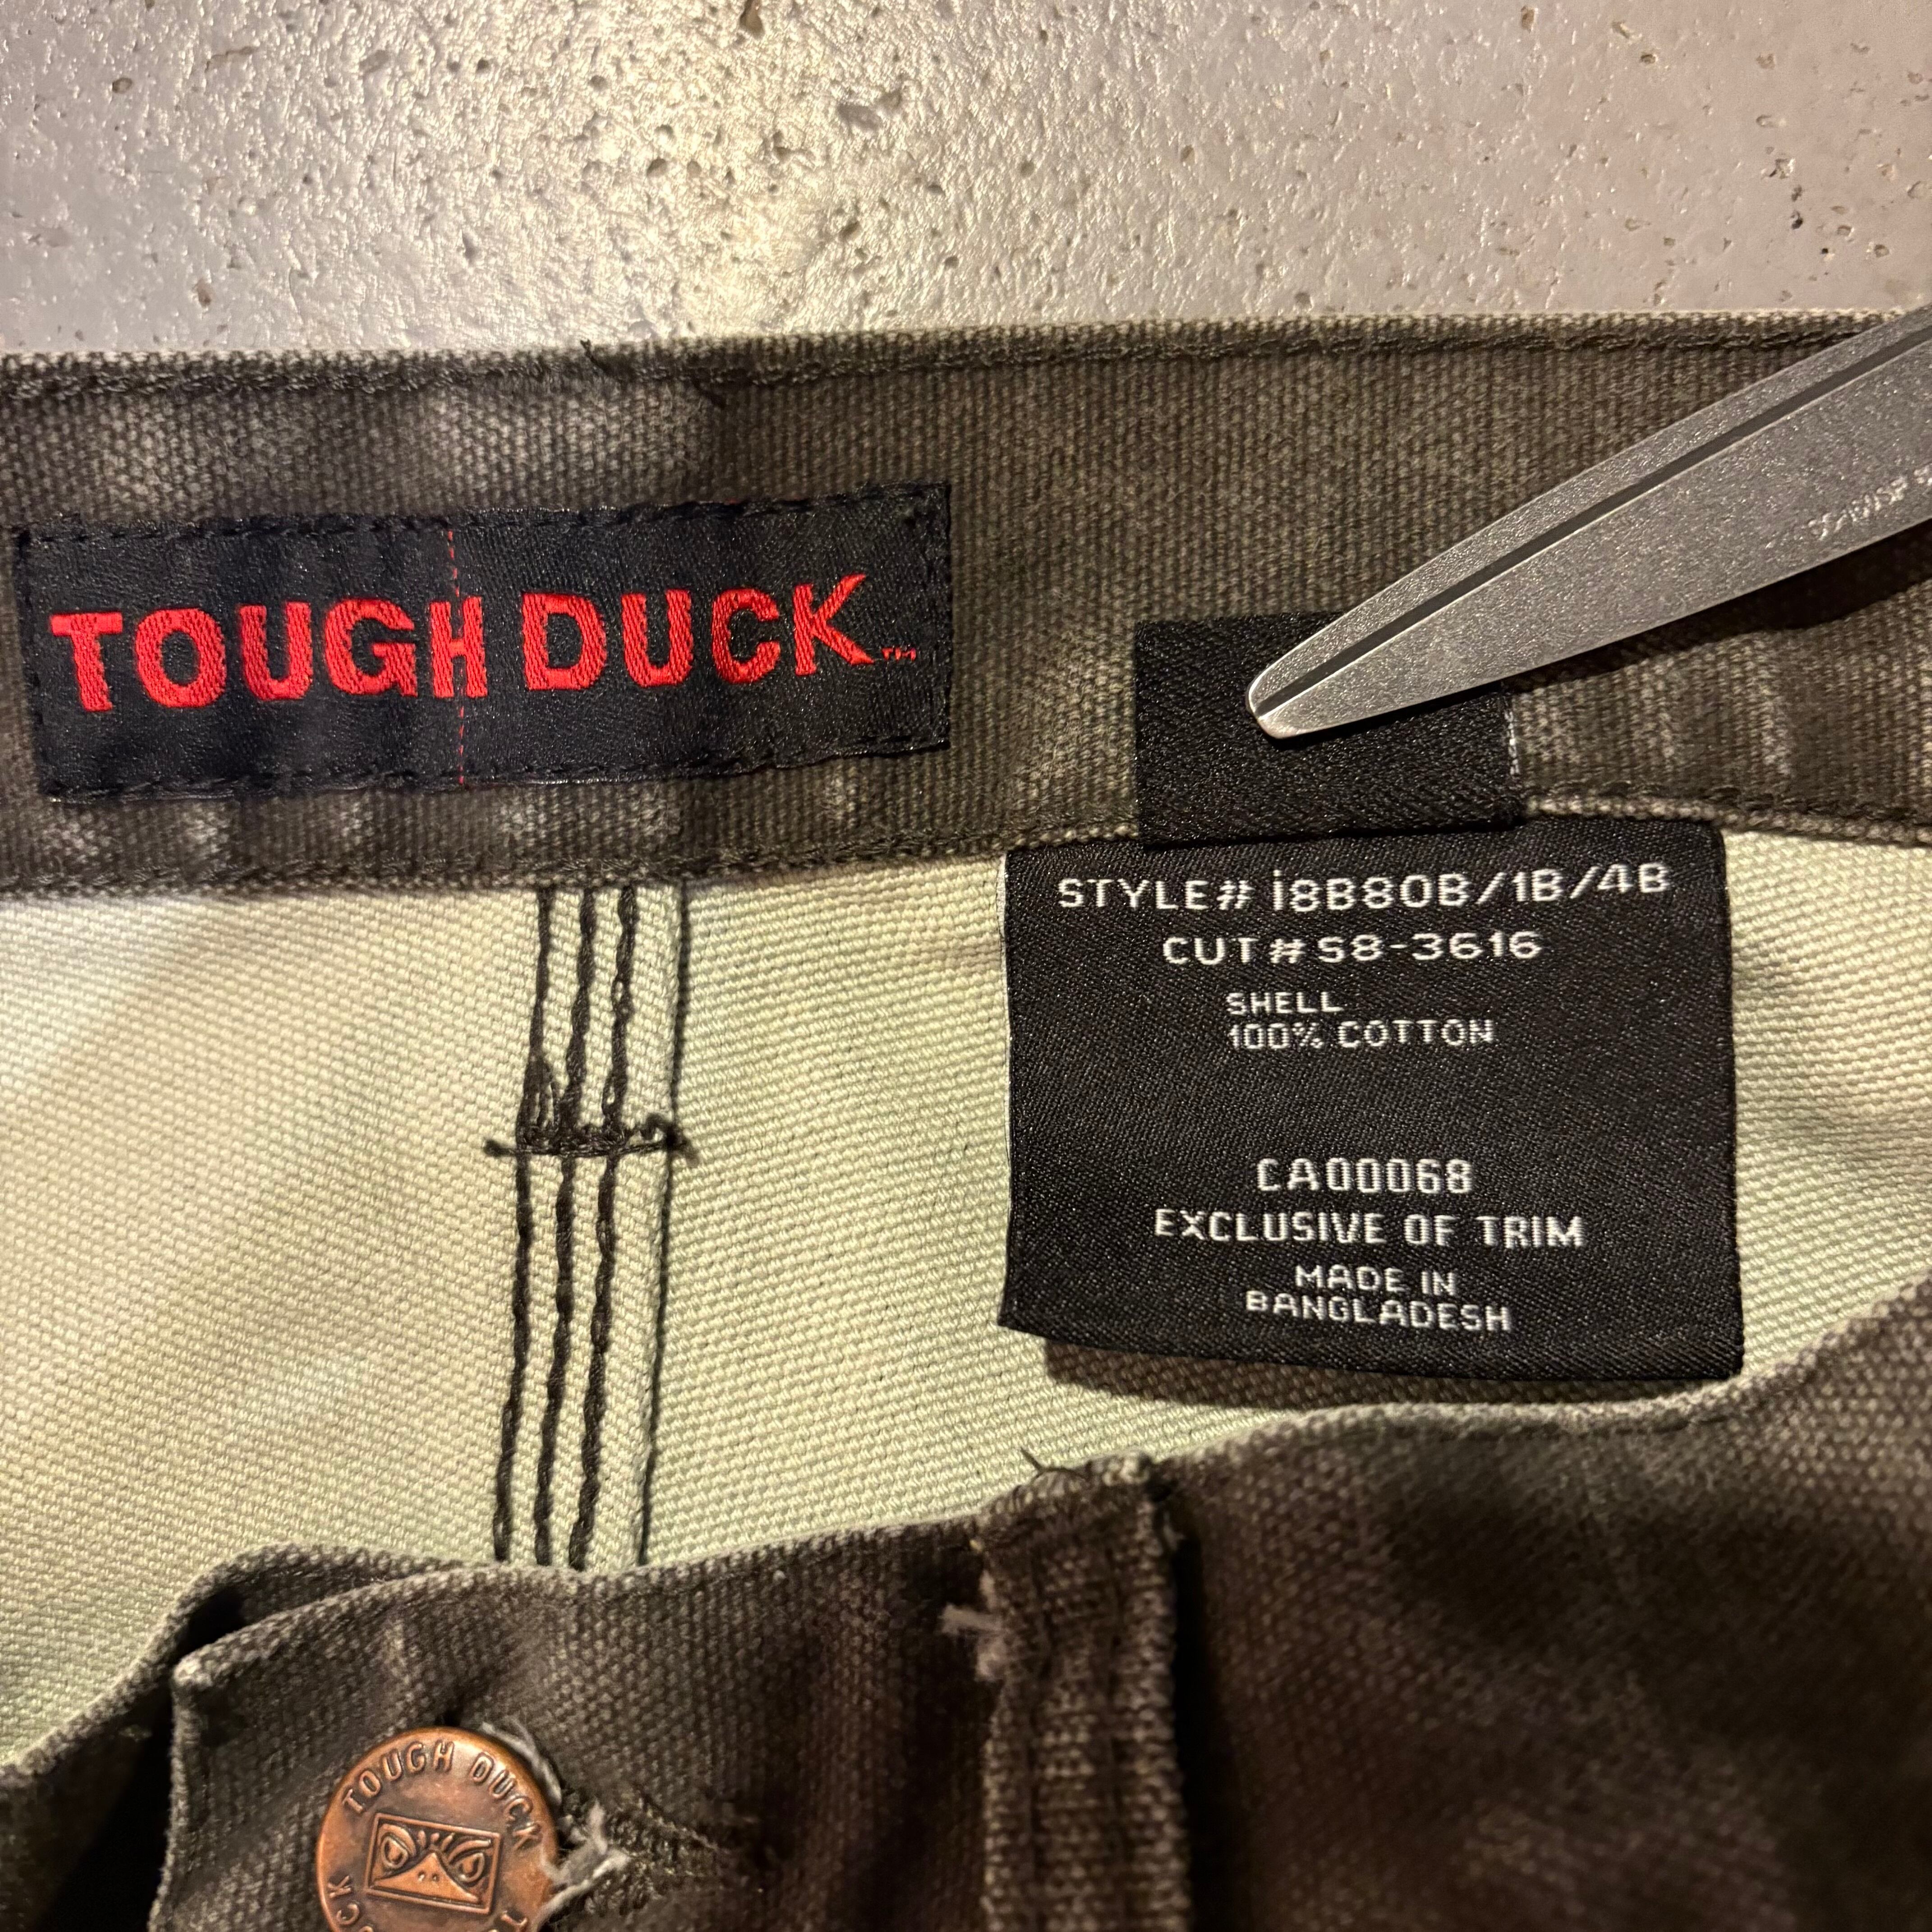 TOUGH DUCK™
STYLE# i8B80B/1B/4B
CUT# S8-3616
SHELL
100% COTTON
CA00068
EXCLUSIVE OF TRIM
MADE IN
BANGLADESH
TOUGH DUCK